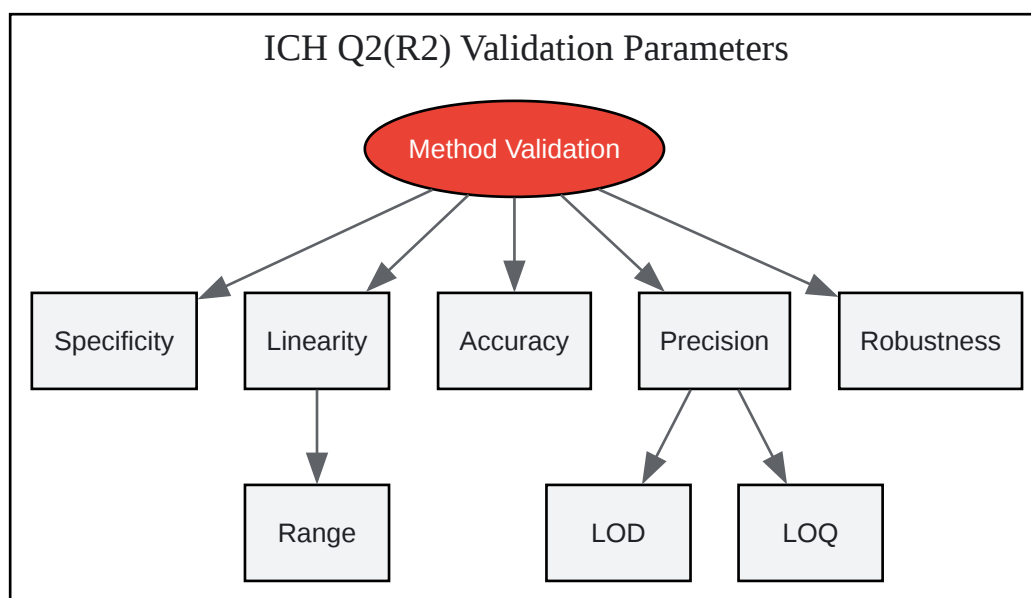 ICH Q2(R2) Validation Parameters
Method Validation
Specificity
Linearity
Accuracy
Precision
Robustness
Range
LOD
LOQ